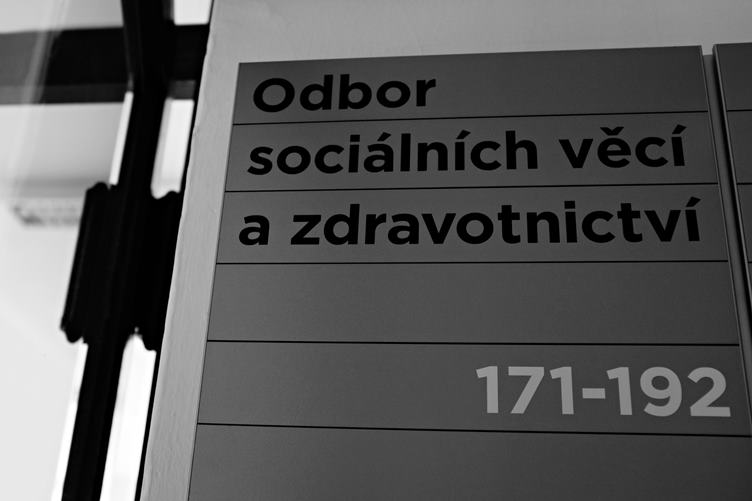 Odbor
sociálních věcí
a zdravotnictví
171-192